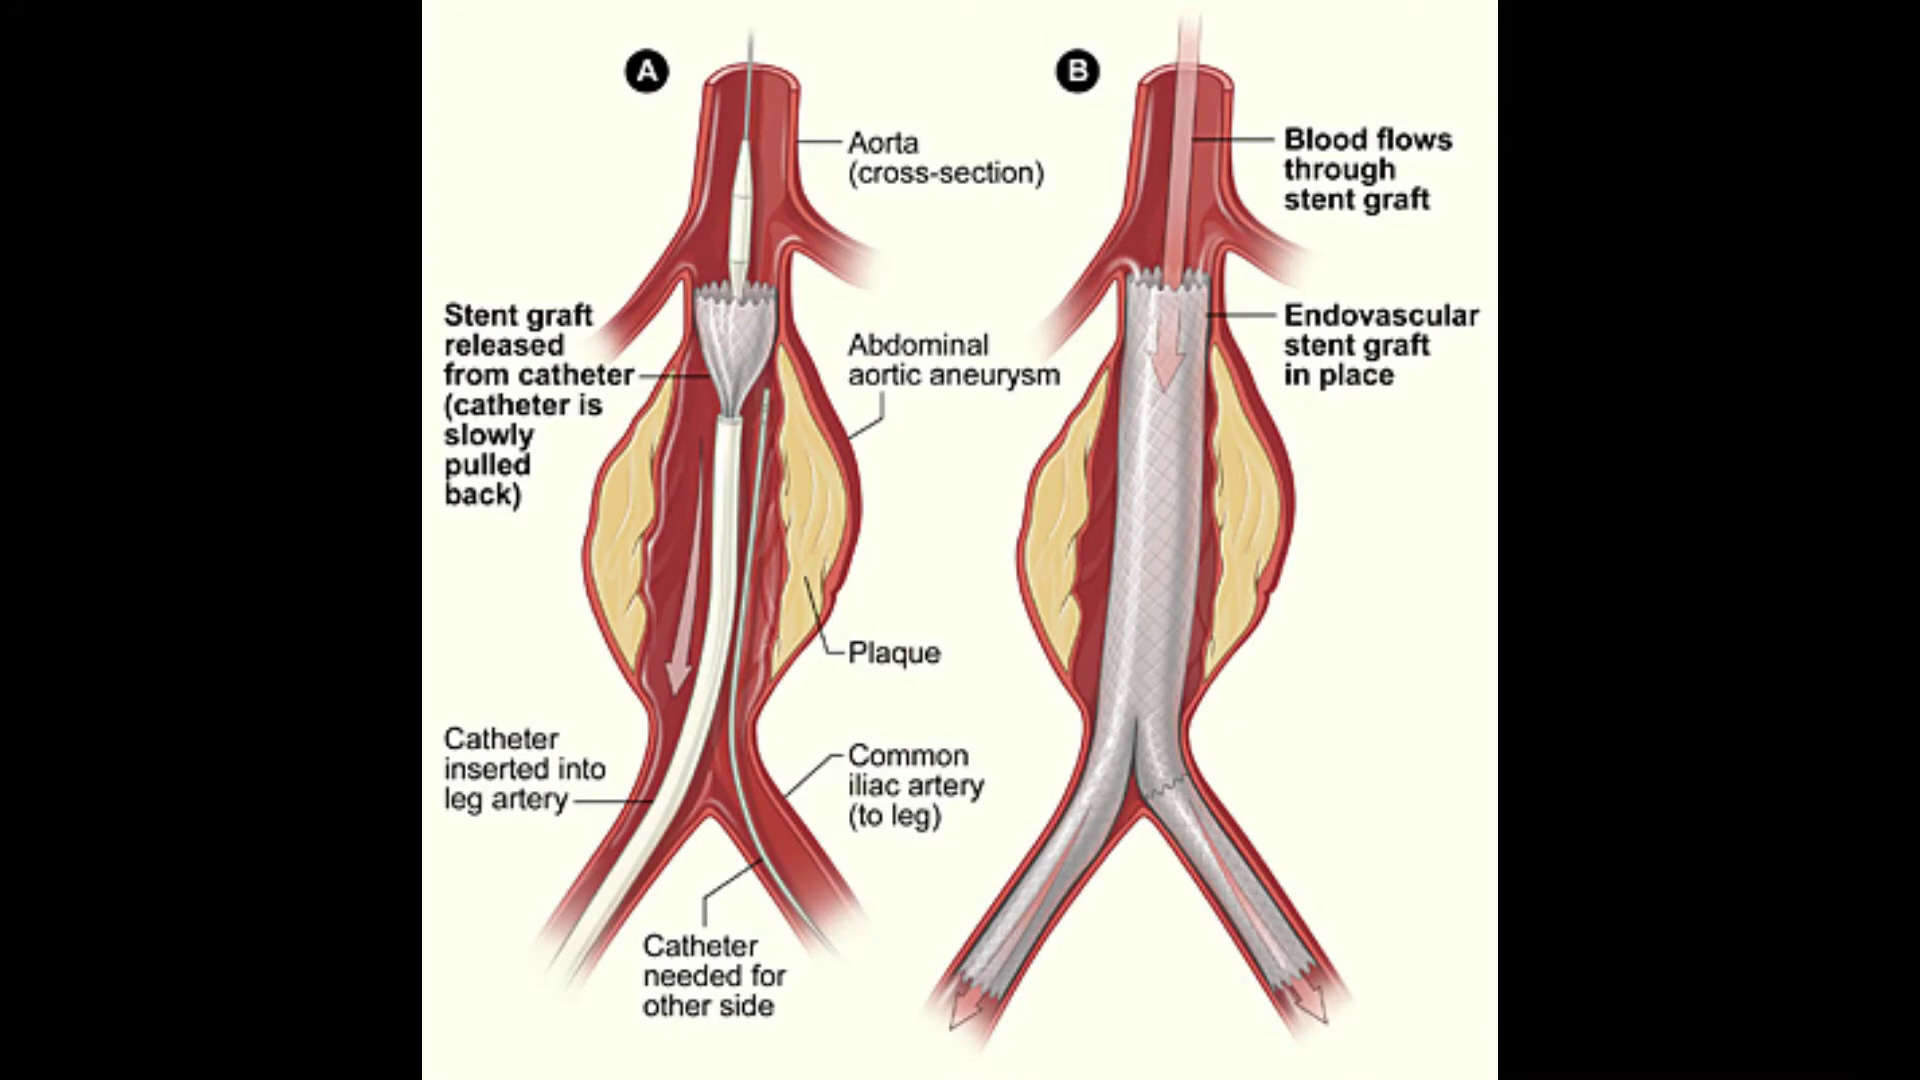 A
Aorta
(cross-section)
Stent graft
released
from catheter
(catheter is
slowly
pulled
back)
Abdominal
aortic aneurysm
Plaque
Catheter
inserted into
leg artery
Common
iliac artery
(to leg)
Catheter
needed for
other side
B
Blood flows
through
stent graft
Endovascular
stent graft
in place